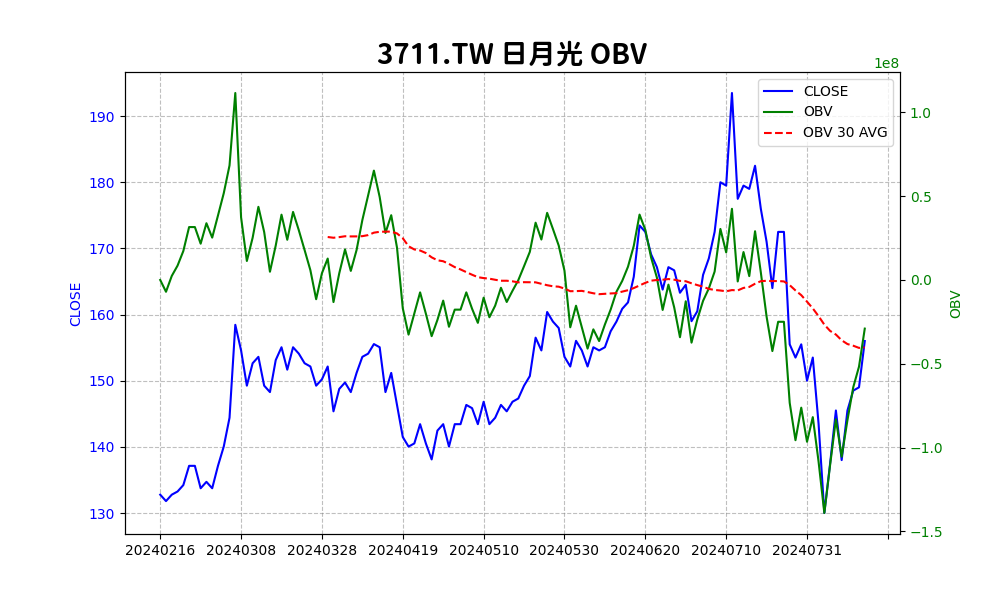 3711.TW 日月光 OBV
1e8
CLOSE
OBV
OBV 30 AVG
190
180
170
160
150
140
130
CLOSE
1.0
0.5
0.0
−0.5
−1.0
−1.5
OBV
20240216 20240308 20240328 20240419 20240510 20240530 20240620 20240710 20240731